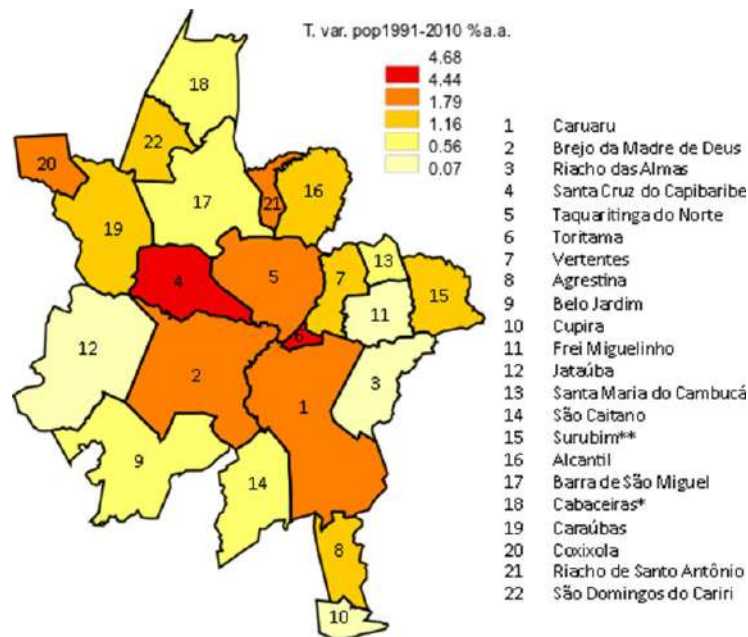 T. var. pop1991-2010 %a.a.
4.68
4.44
1.79
1.16
0.56
0.07
18
22
20
17
21
16
19
4
5
7
13
15
11
6
12
2
1
3
9
14
8
10
1 Caruaru
2 Brejo da Madre de Deus
3 Riacho das Almas
4 Santa Cruz do Capibaribe
5 Taquaritinga do Norte
6 Toritama
7 Vertentes
8 Agrestina
9 Belo Jardim
10 Cupira
11 Frei Miguelinho
12 Jataúba
13 Santa Maria do Cambucá
14 São Caitano
15 Surubim**
16 Alcantil
17 Barra de São Miguel
18 Cabaceiras*
19 Caraúbas
20 Coxixola
21 Riacho de Santo Antônio
22 São Domingos do Cariri